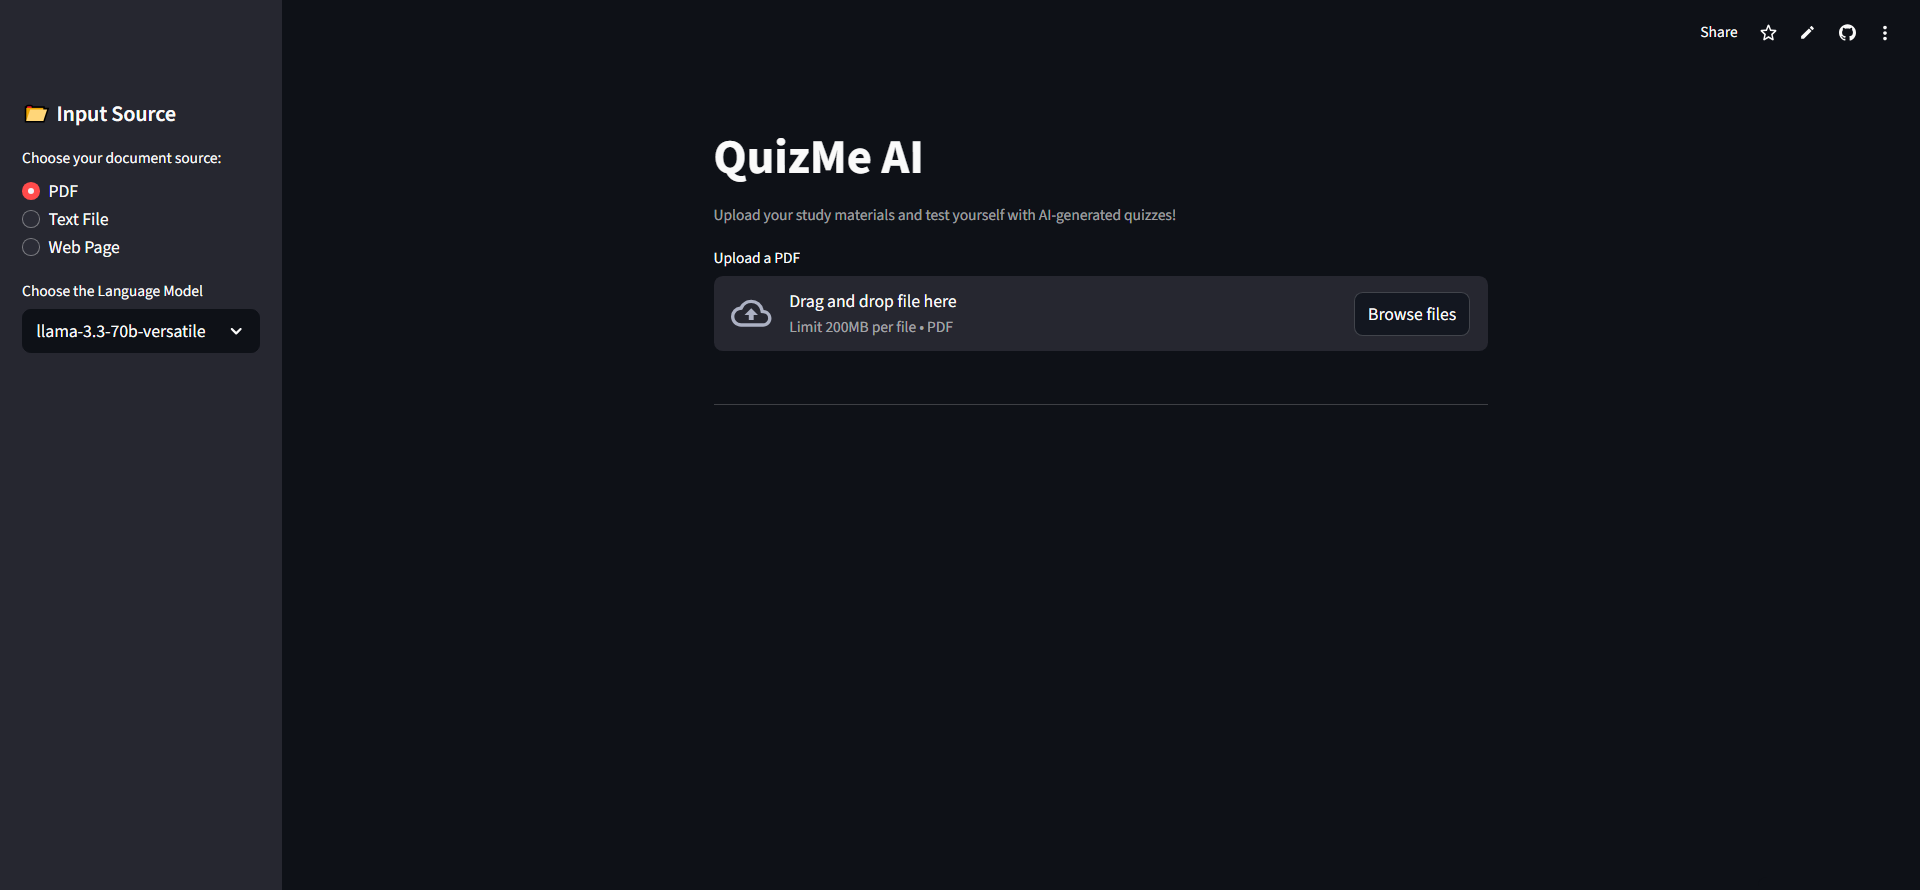 Share
Input Source
Choose your document source:
PDF
Text File
Web Page
Choose the Language Model
llama-3.3-70b-versatile
QuizMe AI
Upload your study materials and test yourself with AI-generated quizzes!
Upload a PDF
Drag and drop file here
Limit 200MB per file • PDF
Browse files